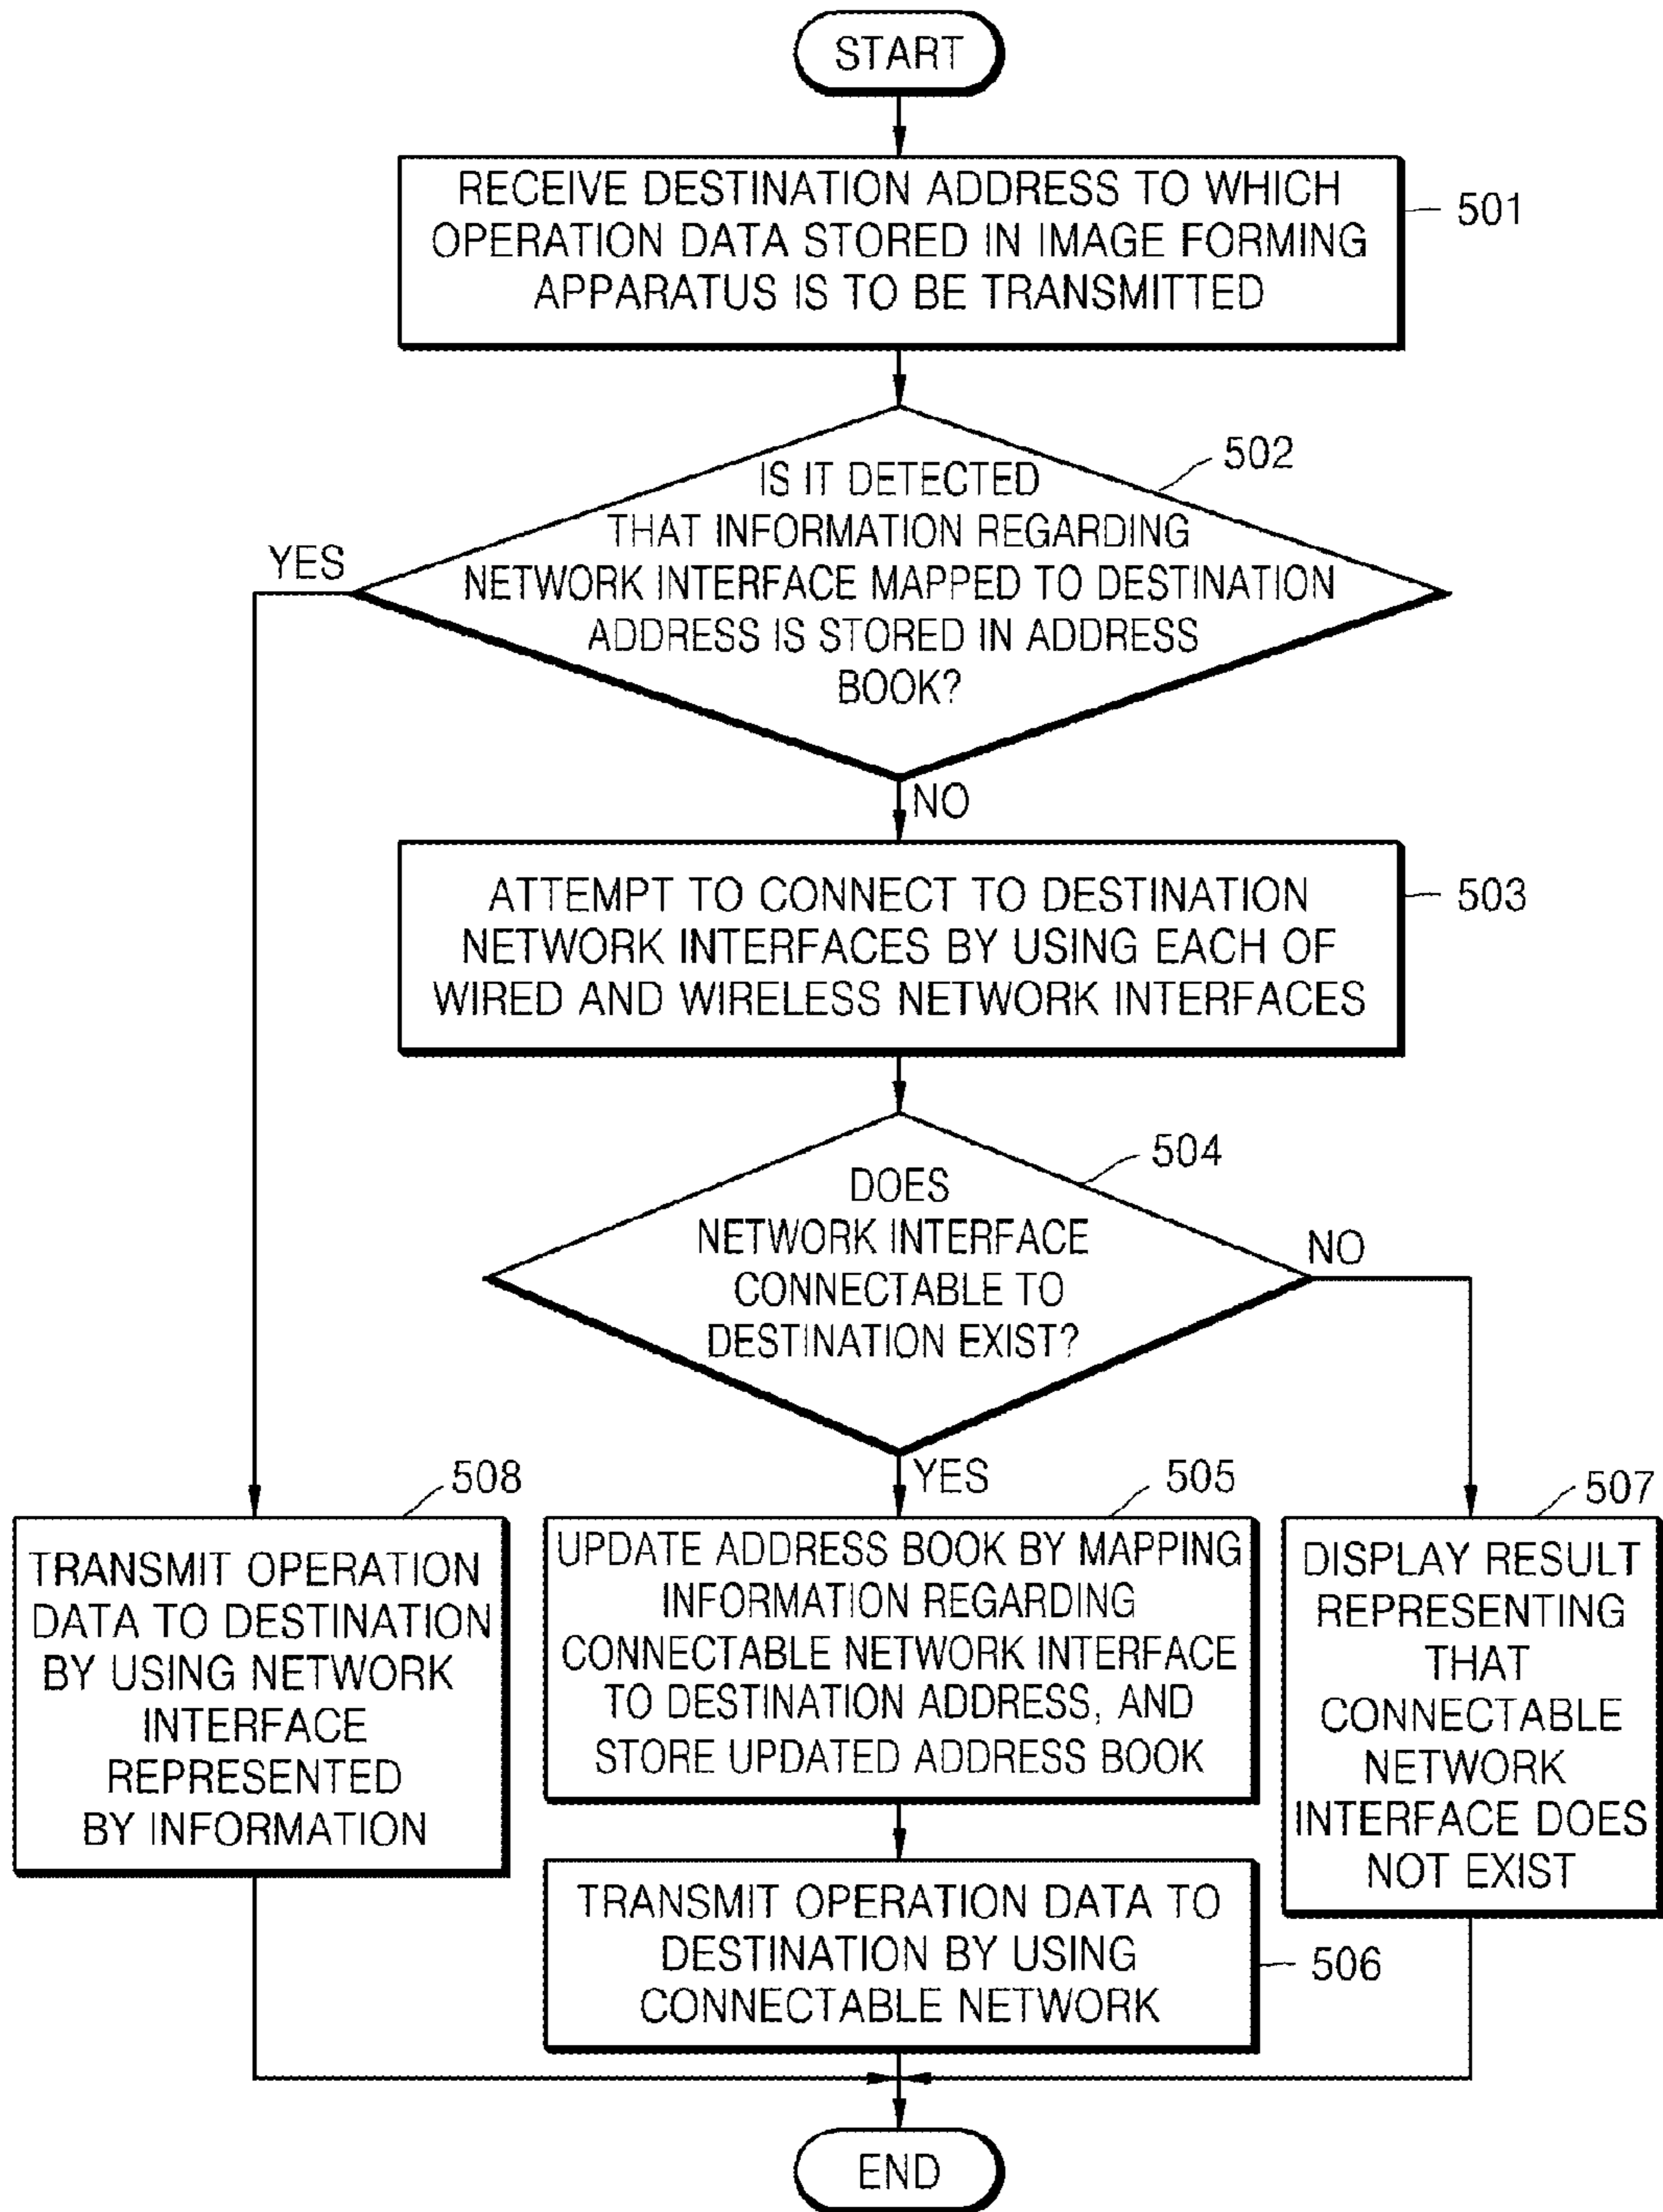 START
RECEIVE DESTINATION ADDRESS TO WHICH
OPERATION DATA STORED IN IMAGE FORMING
APPARATUS IS TO BE TRANSMITTED
501
502
IS IT DETECTED
THAT INFORMATION REGARDING
NETWORK INTERFACE MAPPED TO DESTINATION
ADDRESS IS STORED IN ADDRESS
BOOK?
YES
NO
ATTEMPT TO CONNECT TO DESTINATION
NETWORK INTERFACES BY USING EACH OF
WIRED AND WIRELESS NETWORK INTERFACES
503
504
DOES
NETWORK INTERFACE
CONNECTABLE TO
DESTINATION EXIST?
NO
YES
508
TRANSMIT OPERATION
DATA TO DESTINATION
BY USING NETWORK
INTERFACE
REPRESENTED
BY INFORMATION
505
UPDATE ADDRESS BOOK BY MAPPING
INFORMATION REGARDING
CONNECTABLE NETWORK INTERFACE
TO DESTINATION ADDRESS, AND
STORE UPDATED ADDRESS BOOK
507
DISPLAY RESULT
REPRESENTING
THAT
CONNECTABLE
NETWORK
INTERFACE DOES
NOT EXIST
TRANSMIT OPERATION DATA TO
DESTINATION BY USING
CONNECTABLE NETWORK
506
END